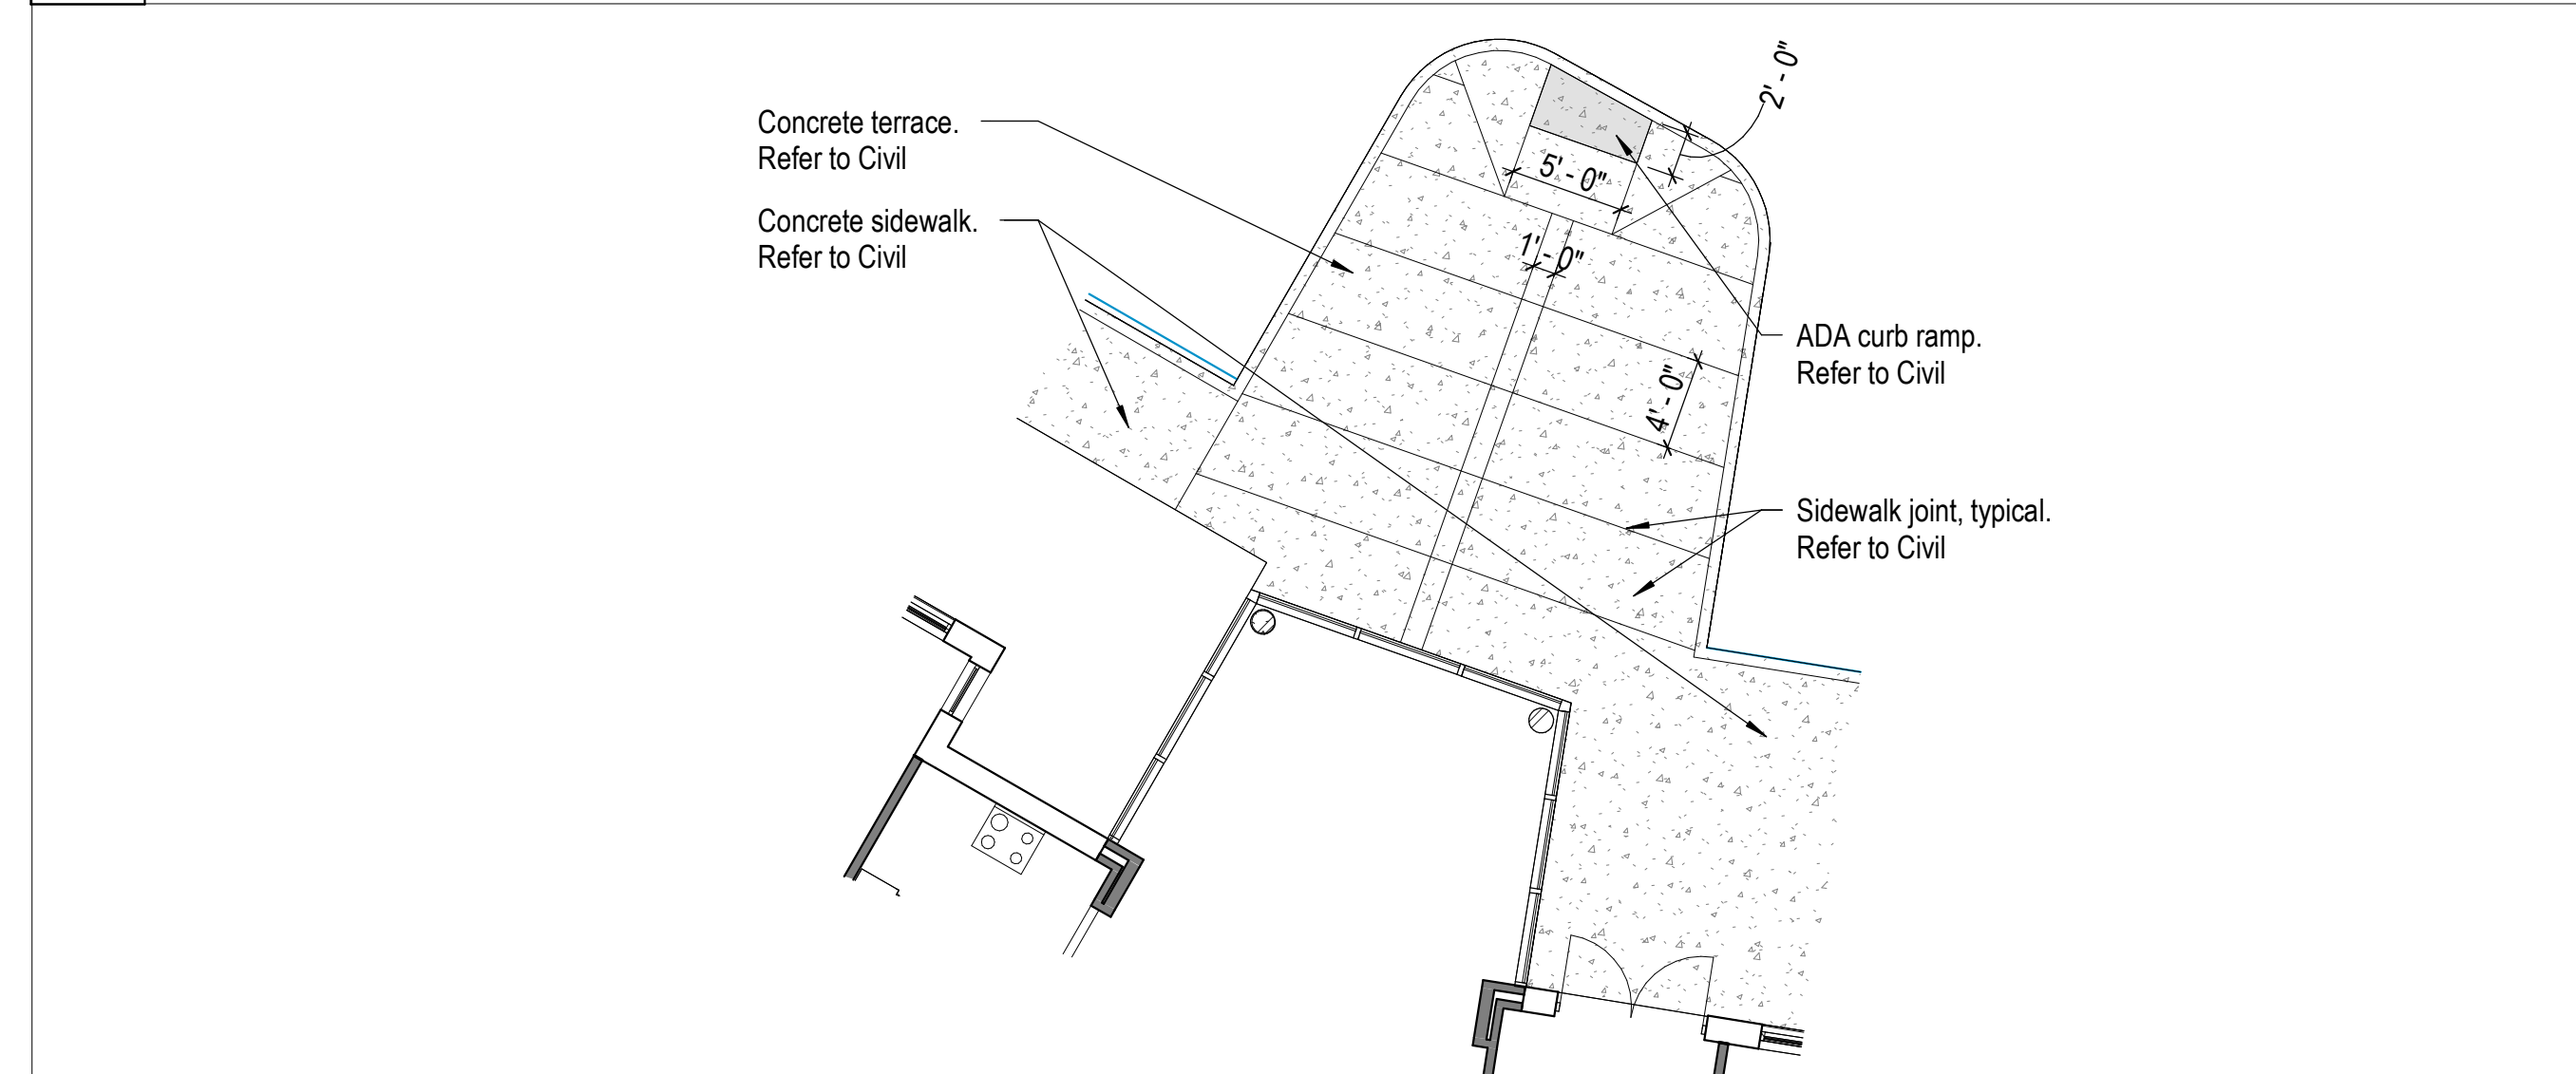 2' - 0"
Concrete terrace.
Refer to Civil
5' - 0"
Concrete sidewalk.
Refer to Civil
1' - 0"
ADA curb ramp.
Refer to Civil
4' - 0"
Sidewalk joint, typical.
Refer to Civil